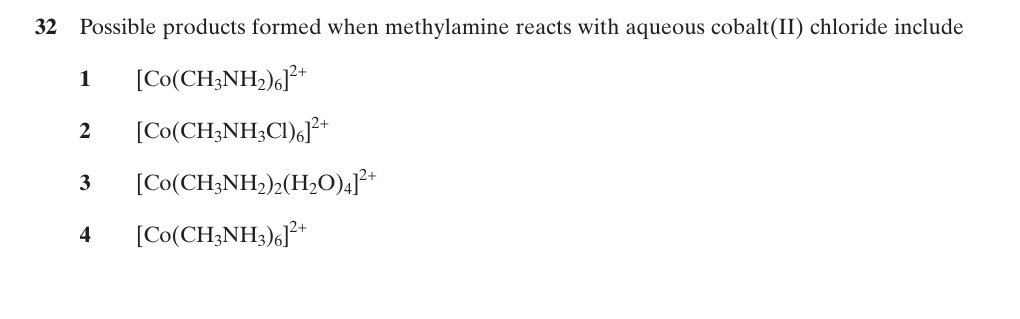 32 Possible products formed when methylamine reacts with aqueous cobalt(II) chloride include
1 [Co(CH₃NH₂)₆]²⁺
2 [Co(CH₃NH₃Cl)₆]²⁺
3 [Co(CH₃NH₂)₂(H₂O)₄]²⁺
4 [Co(CH₃NH₃)₆]²⁺